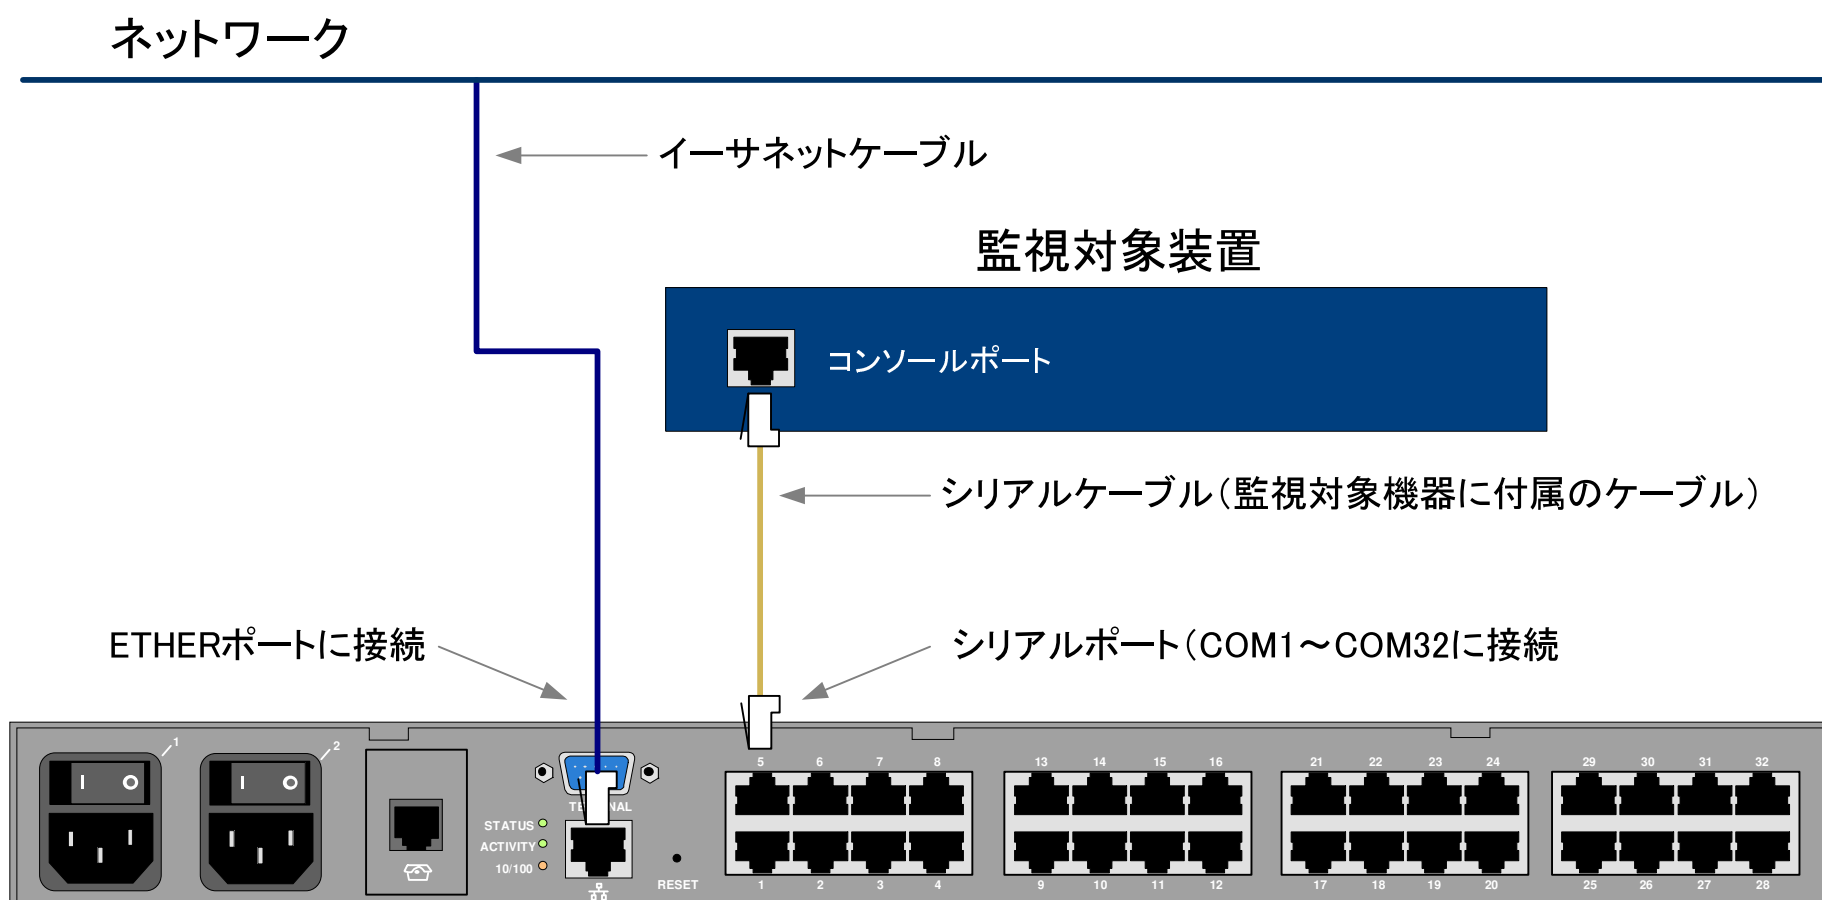 ネットワーク
イーサネットケーブル
監視対象装置
コンソールポート
シリアルケーブル（監視対象機器に付属のケーブル）
ETHERポートに接続
シリアルポート（COM1～COM32に接続
1
2
5 6 7 8
13 14 15 16
21 22 23 24
29 30 31 32
STATUS
ACTIVITY
10/100
RESET
1 2 3 4
9 10 11 12
17 18 19 20
25 26 27 28